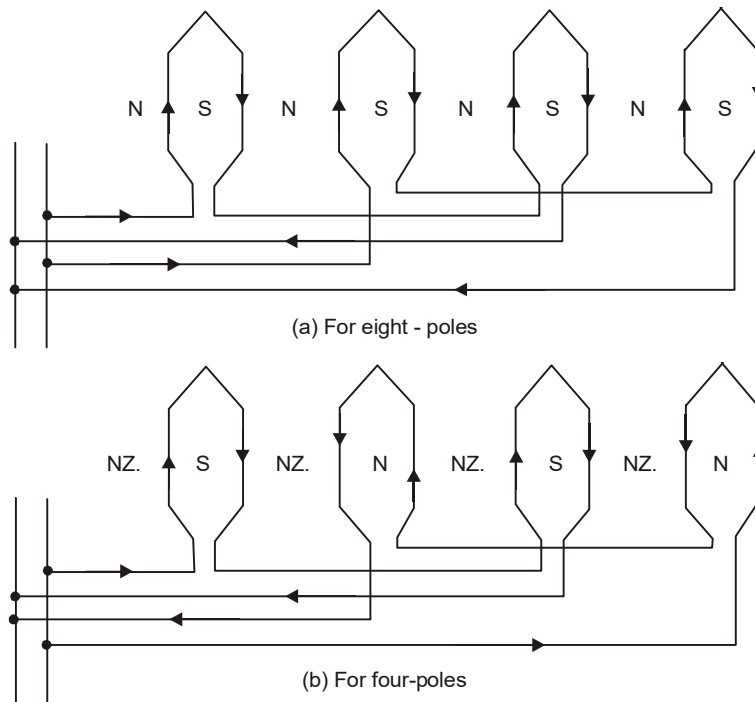 N S N S N S N S
(a) For eight - poles
NZ. S NZ. N NZ. S NZ. N
(b) For four-poles